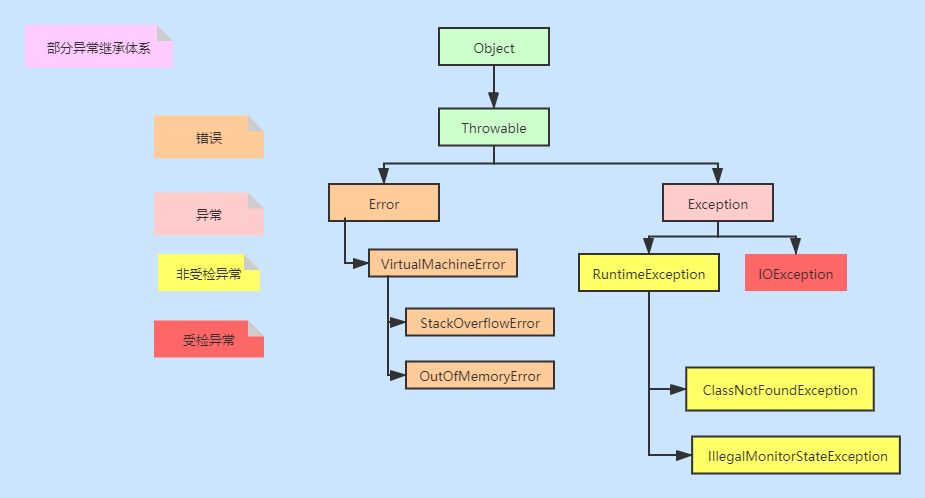 部分异常继承体系
Object
错误
Throwable
异常
Error
Exception
非受检异常
VirtualMachineError
RuntimeException
IOException
受检异常
StackOverflowError
OutOfMemoryError
ClassNotFoundException
IllegalMonitorStateException